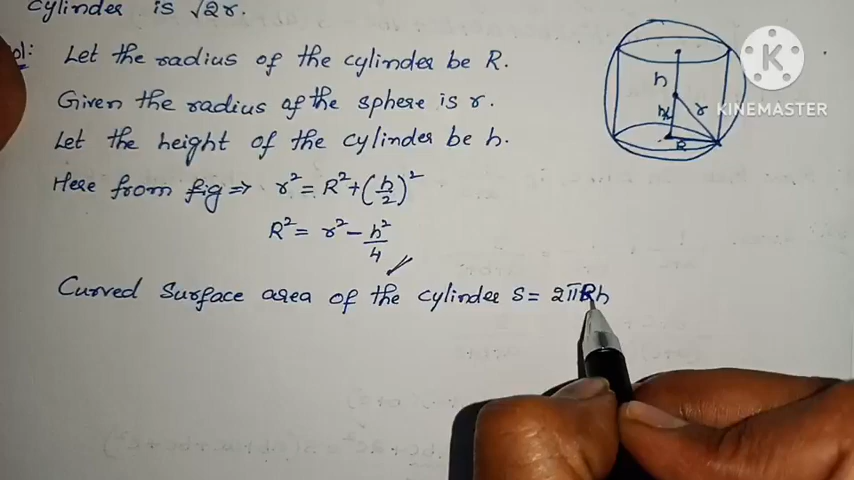 cylinder is √2r.
ol:
Let the radius of the cylinder be R.
Given the radius of the sphere is r.
Let the height of the cylinder be h.
Here from fig ⇒ r² = R² + (h/2)²
R² = r² - h²/4
Curved Surface area of the cylinder S = 2πRh
h
r
R
K
KINEMASTER